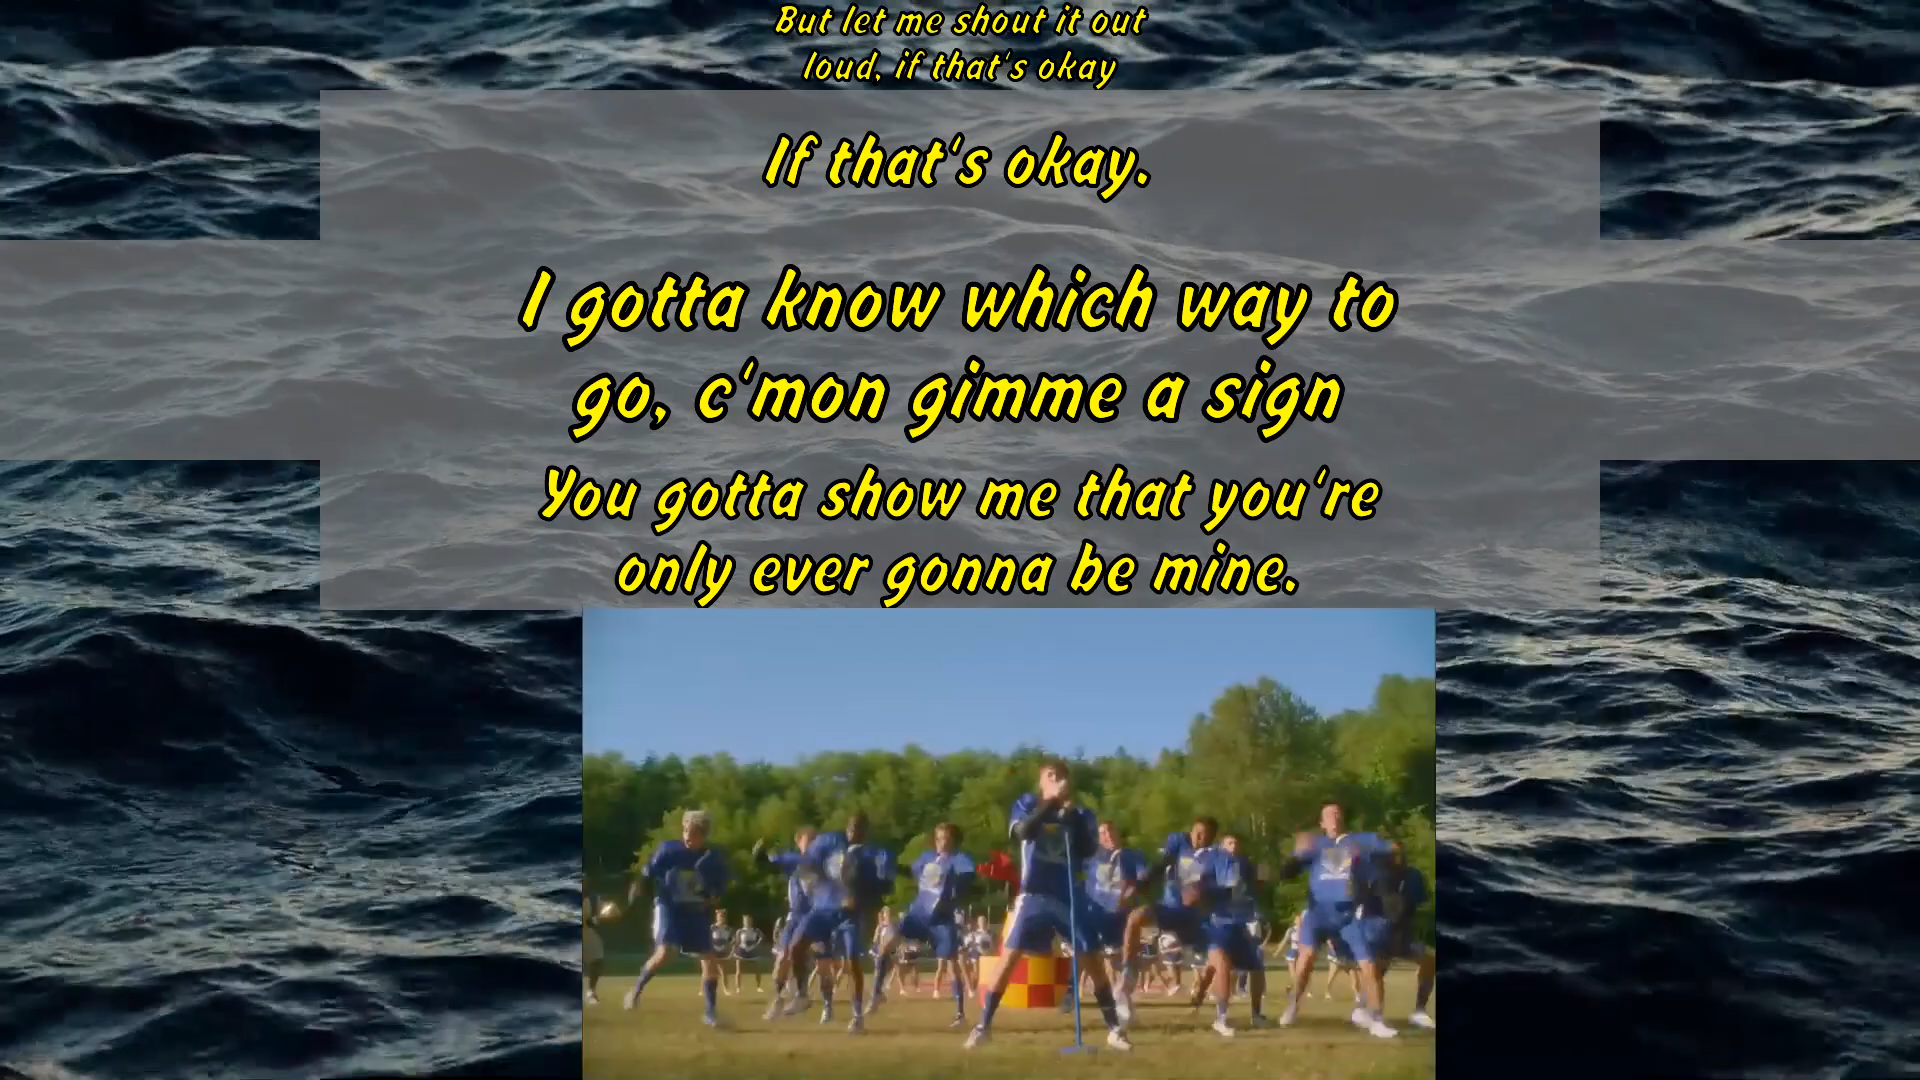 But let me shout it out
loud, if that's okay
If that's okay.
I gotta know which way to
go, c'mon gimme a sign
You gotta show me that you're
only ever gonna be mine.